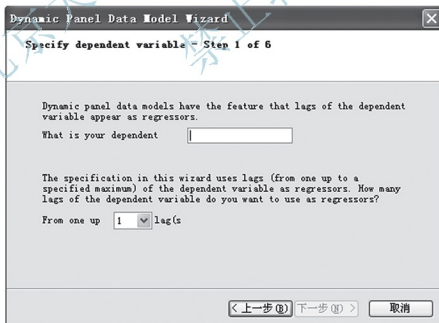 Dynamic Panel Data Model Wizard
Specify dependent variable - Step 1 of 6
Dynamic panel data models have the feature that lags of the dependent
variable appear as regressors.
What is your dependent
The specification in this wizard uses lags (from one up to a
specified maximum) of the dependent variable as regressors. How many
lags of the dependent variable do you want to use as regressors?
From one up 1 lag(s
< 上一步(B) 下一步(N) > 取消